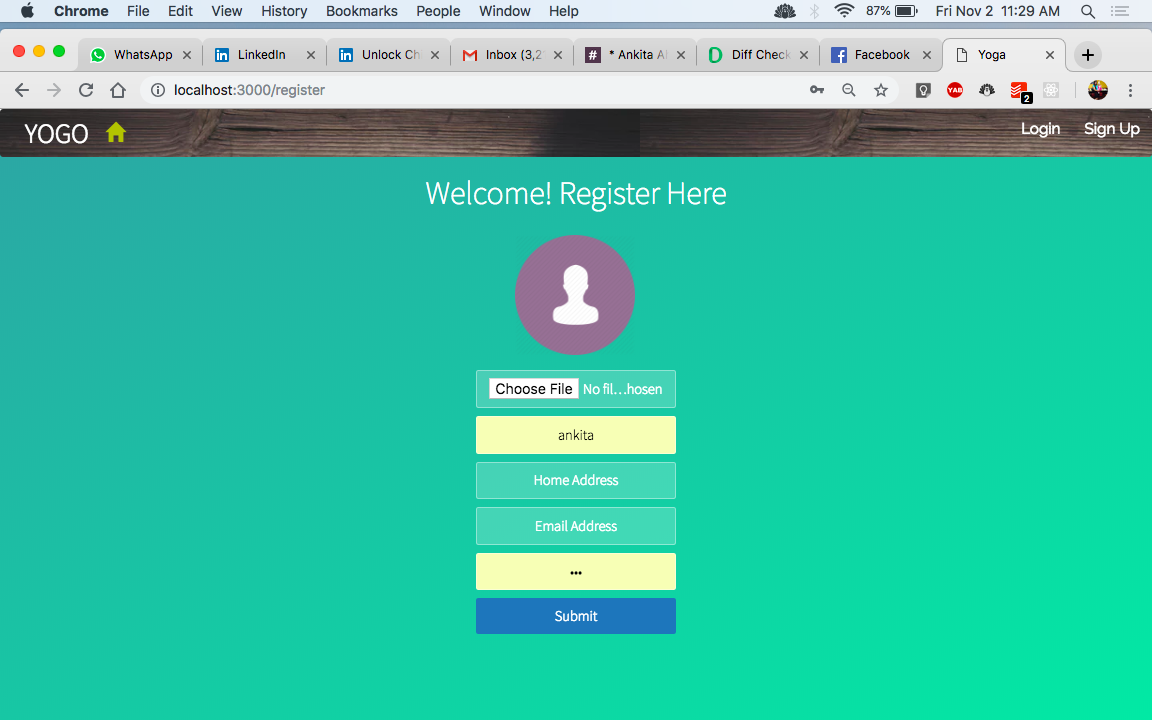 Chrome File Edit View History Bookmarks People Window Help 87% Fri Nov 2 11:29 AM
WhatsApp LinkedIn Unlock Ch Inbox (3,2 * Ankita Al Diff Check Facebook Yoga
localhost:3000/register YAB 2
YOGO Login Sign Up
Welcome! Register Here
Choose File No fil…hosen
ankita
Home Address
Email Address
•••
Submit